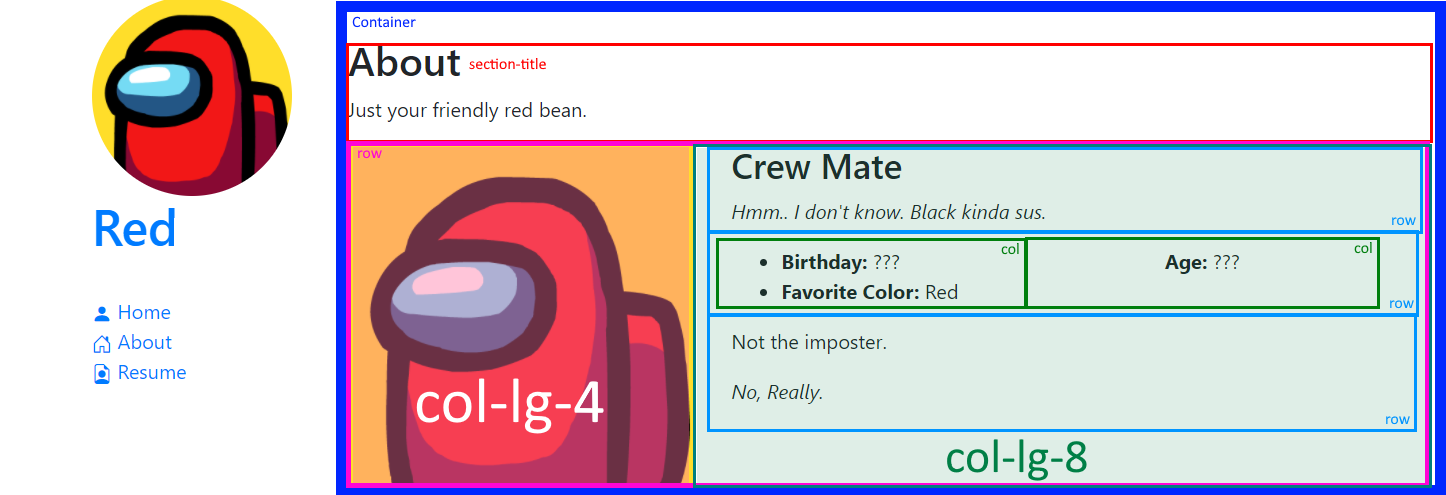 Red
Home
About
Resume
Container
About section-title
Just your friendly red bean.
row
col-lg-4
Crew Mate
Hmm.. I don't know. Black kinda sus.
row
col
Birthday: ???
Favorite Color: Red
col
Age: ???
row
Not the imposter.
No, Really.
row
col-lg-8